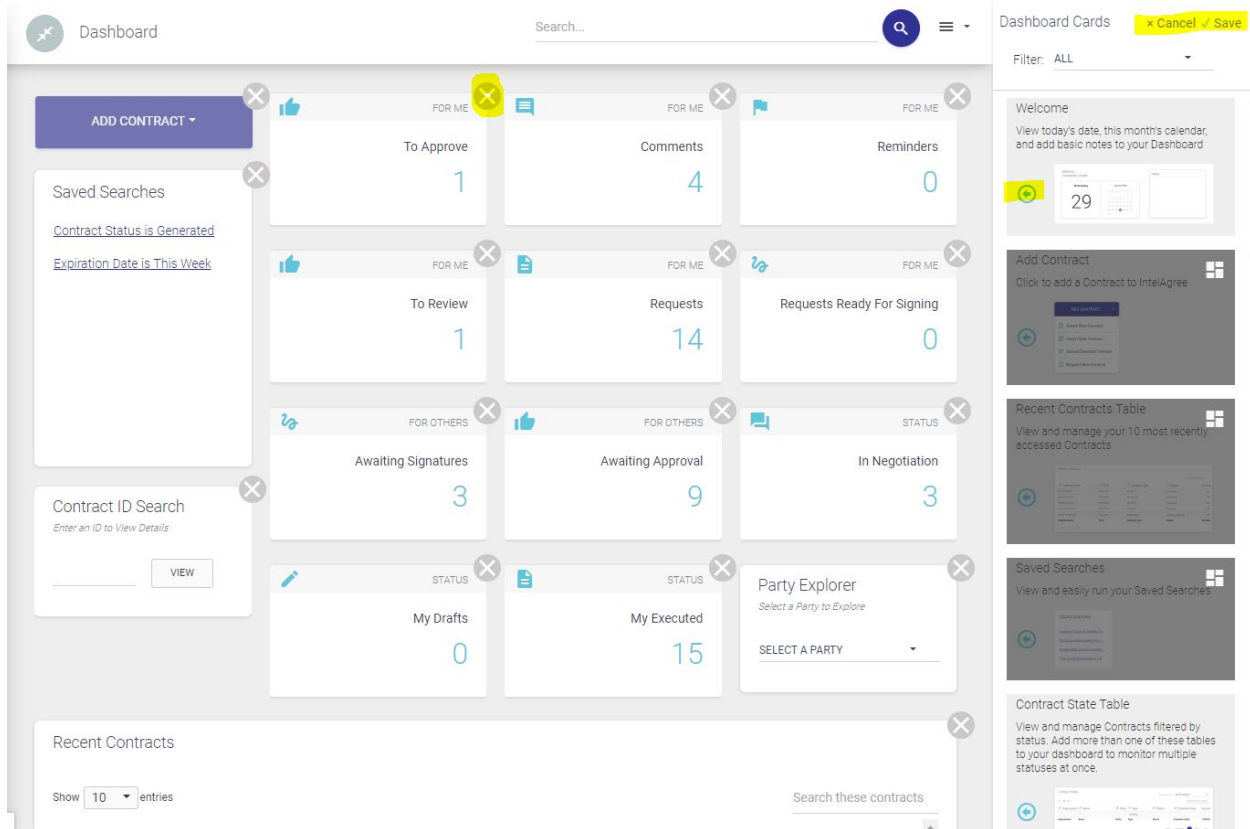 Dashboard
Search...
Dashboard Cards
× Cancel ✓ Save
Filter: ALL
ADD CONTRACT
Saved Searches
Contract Status is Generated
Expiration Date is This Week
Contract ID Search
Enter an ID to View Details
VIEW
FOR ME
To Approve
1
FOR ME
Comments
4
FOR ME
Reminders
0
FOR ME
To Review
1
FOR ME
Requests
14
FOR ME
Requests Ready For Signing
0
FOR OTHERS
Awaiting Signatures
3
FOR OTHERS
Awaiting Approval
9
STATUS
In Negotiation
3
STATUS
My Drafts
0
STATUS
My Executed
15
Party Explorer
Select a Party to Explore
SELECT A PARTY
Recent Contracts
Show 10 entries
Search these contracts
Welcome
View today's date, this month's calendar,
and add basic notes to your Dashboard
29
Add Contract
Click to add a Contract to IntelAgree
ADD CONTRACT
Recent Contracts Table
View and manage your 10 most recently
accessed Contracts
Saved Searches
View and easily run your Saved Searches
Contract State Table
View and manage Contracts filtered by
status. Add more than one of these tables
to your dashboard to monitor multiple
statuses at once.